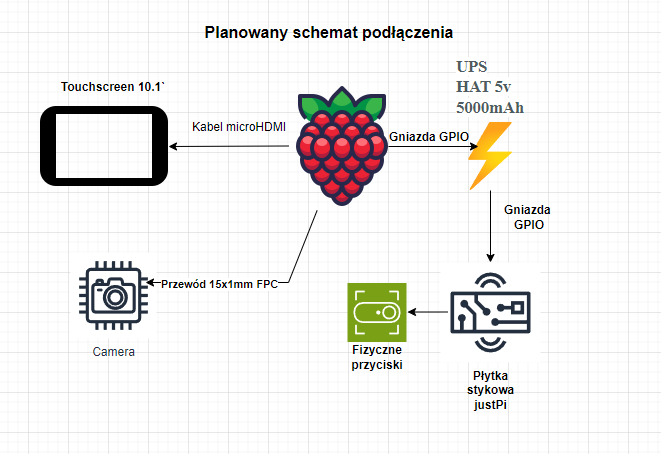 Planowany schemat podłączenia
Touchscreen 10.1`
UPS
HAT 5v
5000mAh
Kabel microHDMI
Gniazda GPIO
Gniazda
GPIO
Przewód 15x1mm FPC
Camera
Fizyczne
przyciski
Płytka
stykowa
justPi